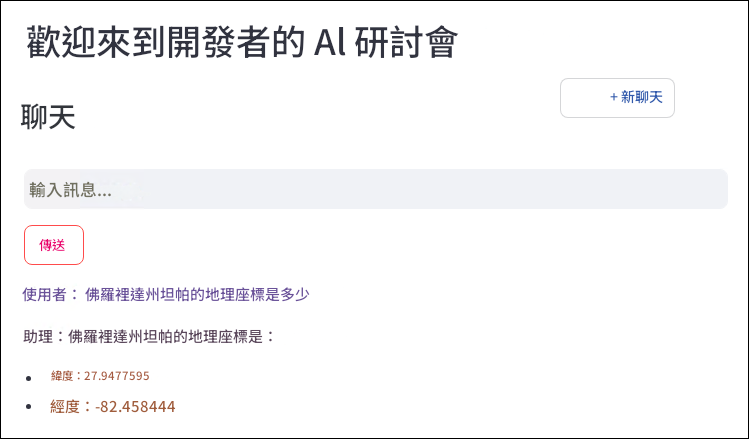 歡迎來到開發者的 Al 研討會
+ 新聊天
聊天
輸入訊息...
傳送
使用者： 佛羅裡達州坦帕的地理座標是多少
助理：佛羅裡達州坦帕的地理座標是：
• 緯度：27.9477595
• 經度：-82.458444